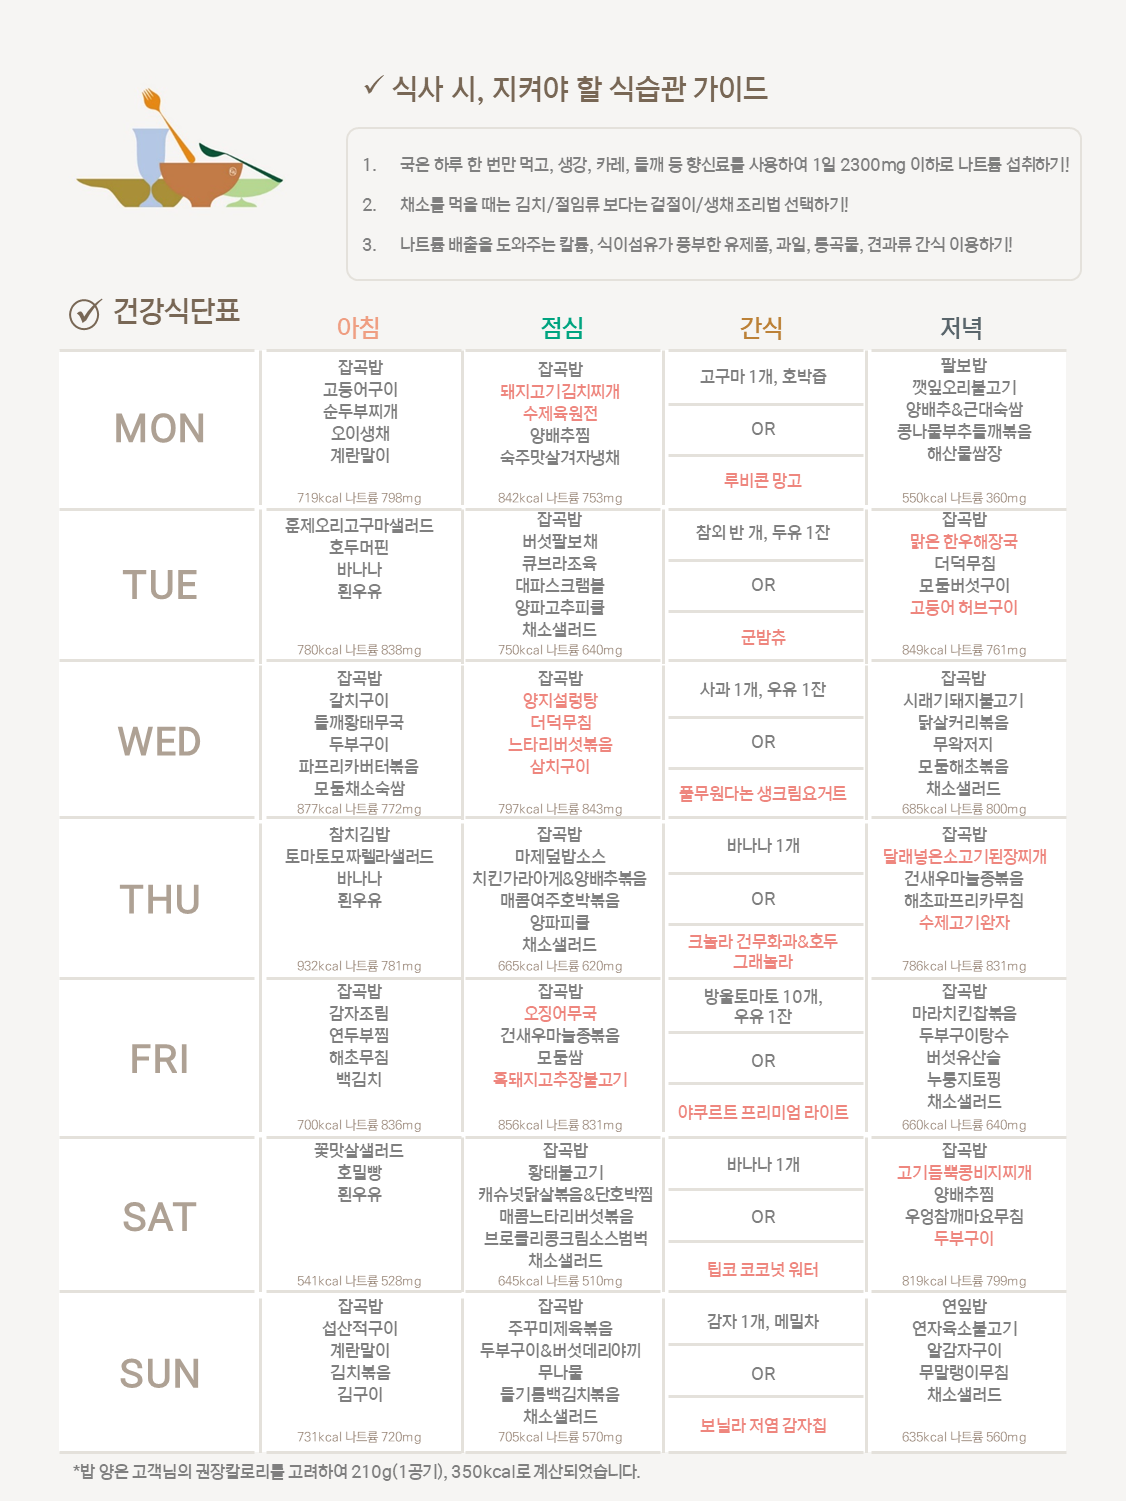 식사 시, 지켜야 할 식습관 가이드
1. 국은 하루 한 번만 먹고, 생강, 카레, 들깨 등 향신료를 사용하여 1일 2300mg 이하로 나트륨 섭취하기!
2. 채소를 먹을 때는 김치/절임류 보다는 겉절이/생채 조리법 선택하기!
3. 나트륨 배출을 도와주는 칼륨, 식이섬유가 풍부한 유제품, 과일, 통곡물, 견과류 간식 이용하기!
건강식단표
아침
점심
간식
저녁
MON
잡곡밥
고등어구이
순두부찌개
오이생채
계란말이
719kcal 나트륨 798mg
잡곡밥
돼지고기김치찌개
수제육원전
양배추찜
숙주맛살겨자냉채
842kcal 나트륨 753mg
고구마 1개, 호박즙
OR
루비콘 망고
팔보밥
깻잎오리불고기
양배추&근대숙쌈
콩나물부추들깨볶음
해산물쌈장
550kcal 나트륨 360mg
TUE
훈제오리고구마샐러드
호두머핀
바나나
흰우유
780kcal 나트륨 838mg
잡곡밥
버섯팔보채
큐브라조육
대파스크램블
양파고추피클
채소샐러드
750kcal 나트륨 640mg
참외 반 개, 두유 1잔
OR
군밤츄
잡곡밥
맑은 한우해장국
더덕무침
모둠버섯구이
고등어 허브구이
849kcal 나트륨 761mg
WED
잡곡밥
갈치구이
들깨황태무국
두부구이
파프리카버터볶음
모둠채소숙쌈
877kcal 나트륨 772mg
잡곡밥
양지설렁탕
더덕무침
느타리버섯볶음
삼치구이
797kcal 나트륨 843mg
사과 1개, 우유 1잔
OR
풀무원다논 생크림요거트
잡곡밥
시래기돼지불고기
닭살커리볶음
무왁저지
모둠해초볶음
채소샐러드
685kcal 나트륨 800mg
THU
참치김밥
토마토모짜렐라샐러드
바나나
흰우유
932kcal 나트륨 781mg
잡곡밥
마제덮밥소스
치킨가라아게&양배추볶음
매콤여주호박볶음
양파피클
채소샐러드
665kcal 나트륨 620mg
바나나 1개
OR
크놀라 건무화과&호두
그래놀라
잡곡밥
달래넣은소고기된장찌개
건새우마늘종볶음
해초파프리카무침
수제고기완자
786kcal 나트륨 831mg
FRI
잡곡밥
감자조림
연두부찜
해초무침
백김치
700kcal 나트륨 836mg
잡곡밥
오징어무국
건새우마늘종볶음
모둠쌈
흑돼지고추장불고기
856kcal 나트륨 831mg
방울토마토 10개,
우유 1잔
OR
야쿠르트 프리미엄 라이트
잡곡밥
마라치킨찹볶음
두부구이탕수
버섯유산슬
누룽지토핑
채소샐러드
660kcal 나트륨 640mg
SAT
꽃맛살샐러드
호밀빵
흰우유
541kcal 나트륨 528mg
잡곡밥
황태불고기
캐슈넛닭살볶음&단호박찜
매콤느타리버섯볶음
브로콜리콩크림소스범벅
채소샐러드
645kcal 나트륨 510mg
바나나 1개
OR
팁코 코코넛 워터
잡곡밥
고기듬뿍콩비지찌개
양배추찜
우엉참깨마요무침
두부구이
819kcal 나트륨 799mg
SUN
잡곡밥
섭산적구이
계란말이
김치볶음
김구이
731kcal 나트륨 720mg
잡곡밥
주꾸미제육볶음
두부구이&버섯데리야끼
무나물
들기름백김치볶음
채소샐러드
705kcal 나트륨 570mg
감자 1개, 메밀차
OR
보닐라 저염 감자칩
연잎밥
연자육소불고기
알감자구이
무말랭이무침
채소샐러드
635kcal 나트륨 560mg
*밥 양은 고객님의 권장칼로리를 고려하여 210g(1공기), 350kcal로 계산되었습니다.